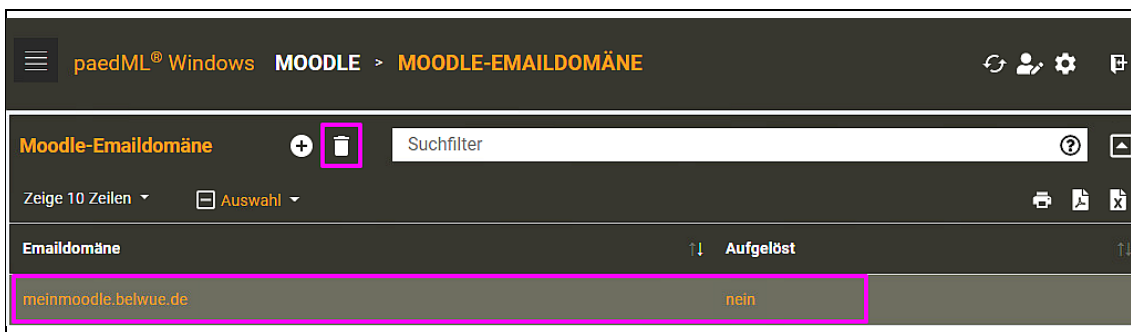 paedML® Windows MOODLE > MOODLE-EMAILDOMÄNE
Moodle-Emaildomäne Suchfilter
Zeige 10 Zeilen Auswahl
Emaildomäne Aufgelöst
meinmoodle.belwue.de nein